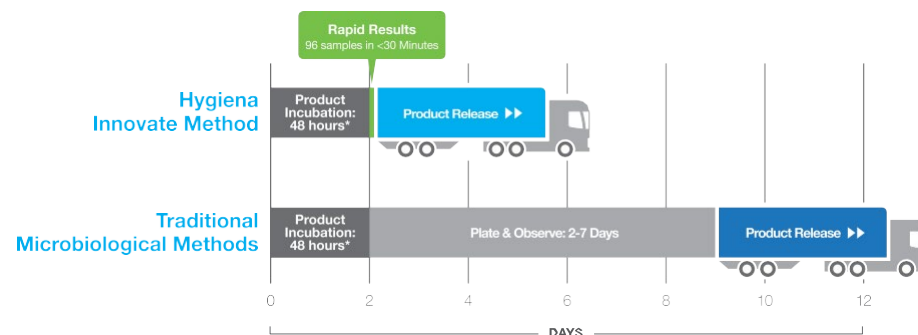 Rapid Results
96 samples in <30 Minutes
Hygiena
Innovate Method
Product
Incubation:
48 hours*
Product Release
Traditional
Microbiological Methods
Product
Incubation:
48 hours*
Plate & Observe: 2-7 Days
Product Release
0 2 4 6 8 10 12
DAYS